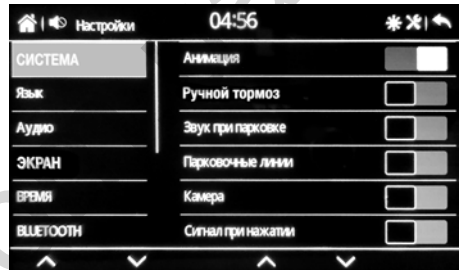 Настройки
04:56
СИСТЕМА
Язык
Аудио
ЭКРАН
ВРЕМЯ
BLUETOOTH
Анимация
Ручной тормоз
Звук при парковке
Парковочные линии
Камера
Сигнал при нажатии